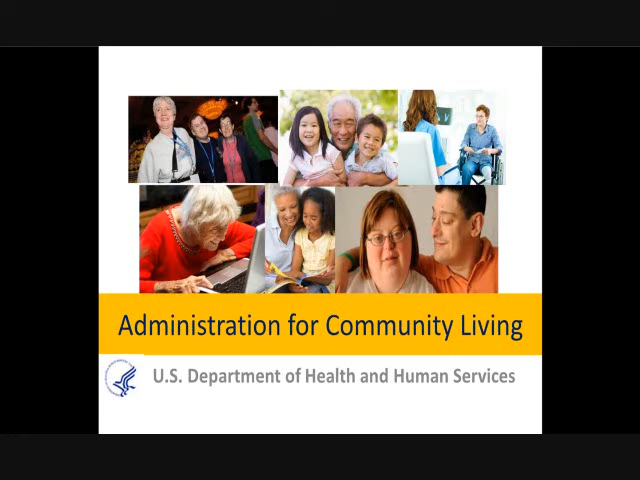 Administration for Community Living
U.S. Department of Health and Human Services